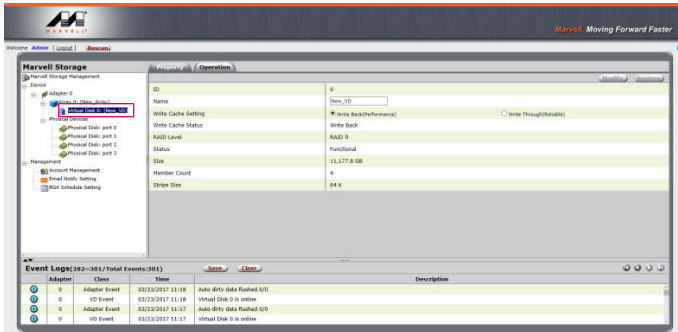 MARVELL
Marvell. Moving Forward Faster
Welcome Admin [ Logout ] Rescan
Marvell Storage
Property Operation
Marvell Storage Management
Device
Adapter 0
Array 0: (New_Array)
Virtual Disk 0: (New_VD)
Physical Devices
Physical Disk: port 0
Physical Disk: port 1
Physical Disk: port 2
Physical Disk: port 3
Management
Account Management
Email Notify Setting
BGA Schedule Setting
ID 0
Name New_VD
Write Cache Setting Write Back(Performance) Write Through(Reliable)
Write Cache Status Write Back
RAID Level RAID 0
Status Functional
Size 11,177.8 GB
Member Count 4
Stripe Size 64 K
Event Logs(282~301/Total Events:301) Save Clear
Adapter Class Time Description
0 Adapter Event 03/23/2017 11:18 Auto dirty data flushed 0/0
0 VD Event 03/23/2017 11:18 Virtual Disk 0 is online
0 Adapter Event 03/23/2017 11:17 Auto dirty data flushed 0/0
0 VD Event 03/23/2017 11:17 Virtual Disk 0 is online